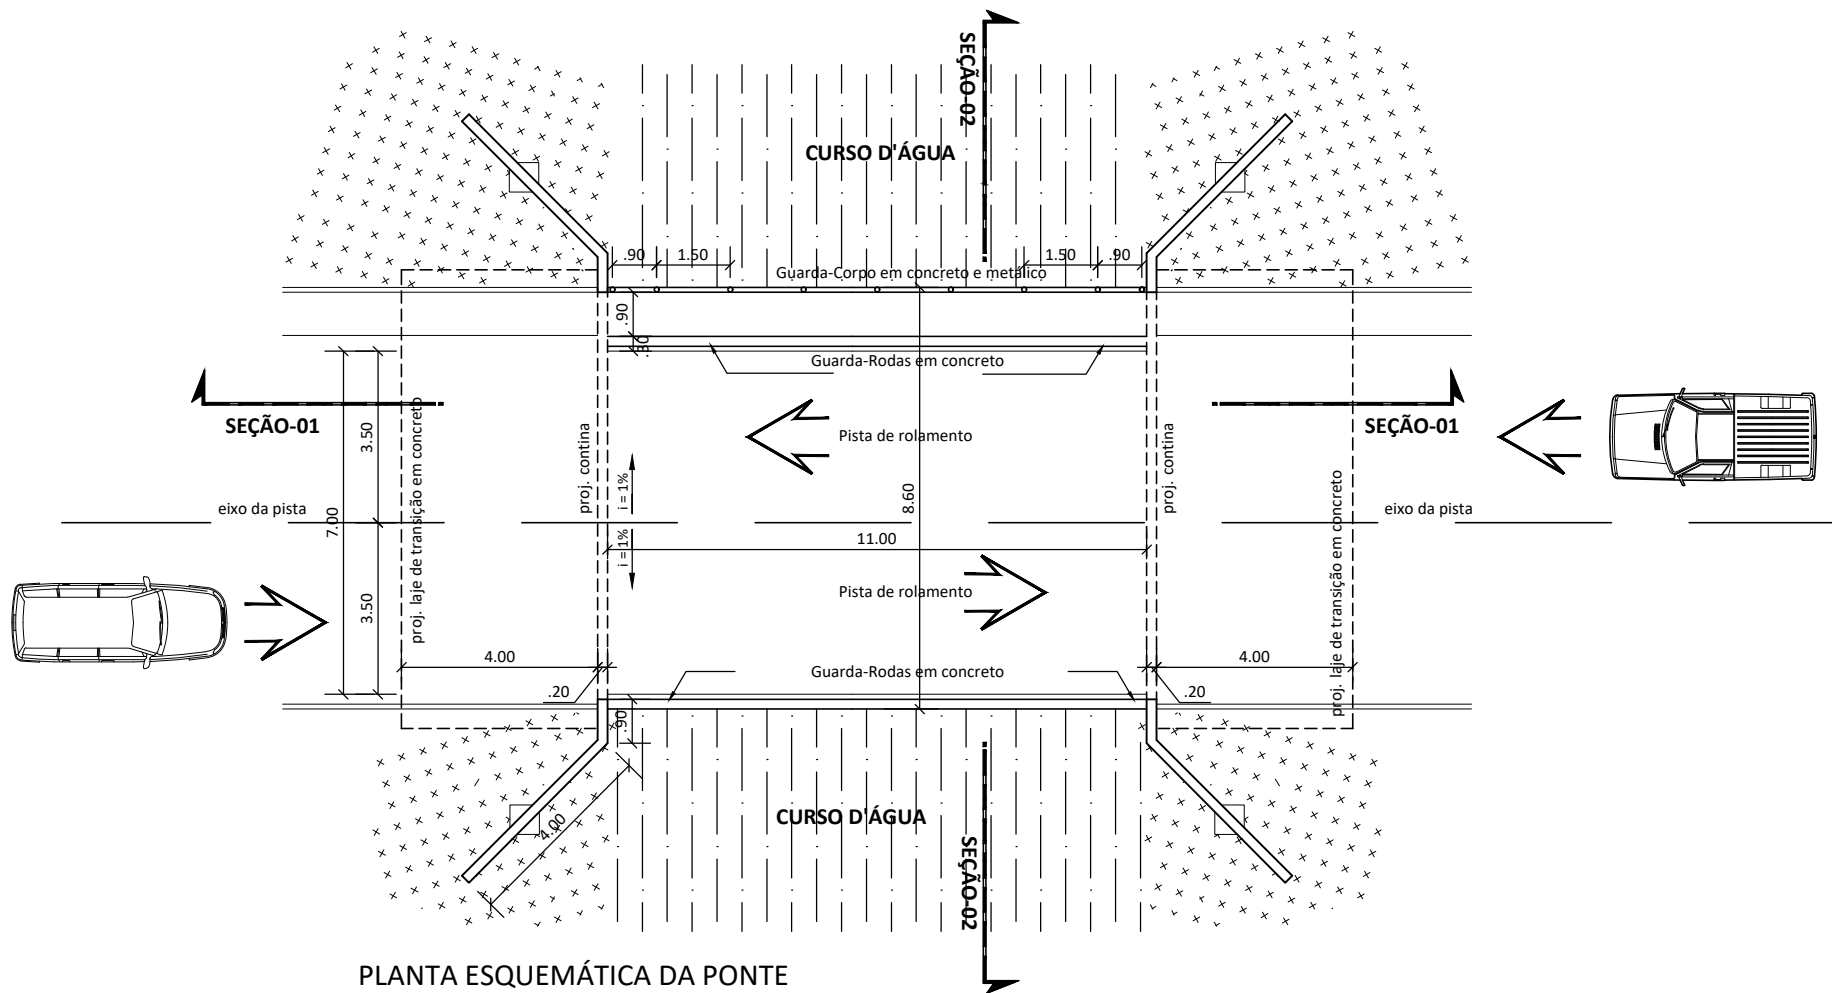 SEÇÃO-02
CURSO D'ÁGUA
.90
1.50
1.50
.90
Guarda-Corpo em concreto e metálico
.90
.30
Guarda-Rodas em concreto
SEÇÃO-01
SEÇÃO-01
Pista de rolamento
3.50
proj. laje de transição em concreto
proj. contina
i = 1%
8.60
proj. contina
eixo da pista
eixo da pista
7.00
i = 1%
11.00
Pista de rolamento
3.50
proj. laje de transição em concreto
4.00
4.00
Guarda-Rodas em concreto
.20
.20
.90
4.00
CURSO D'ÁGUA
SEÇÃO-02
PLANTA ESQUEMÁTICA DA PONTE